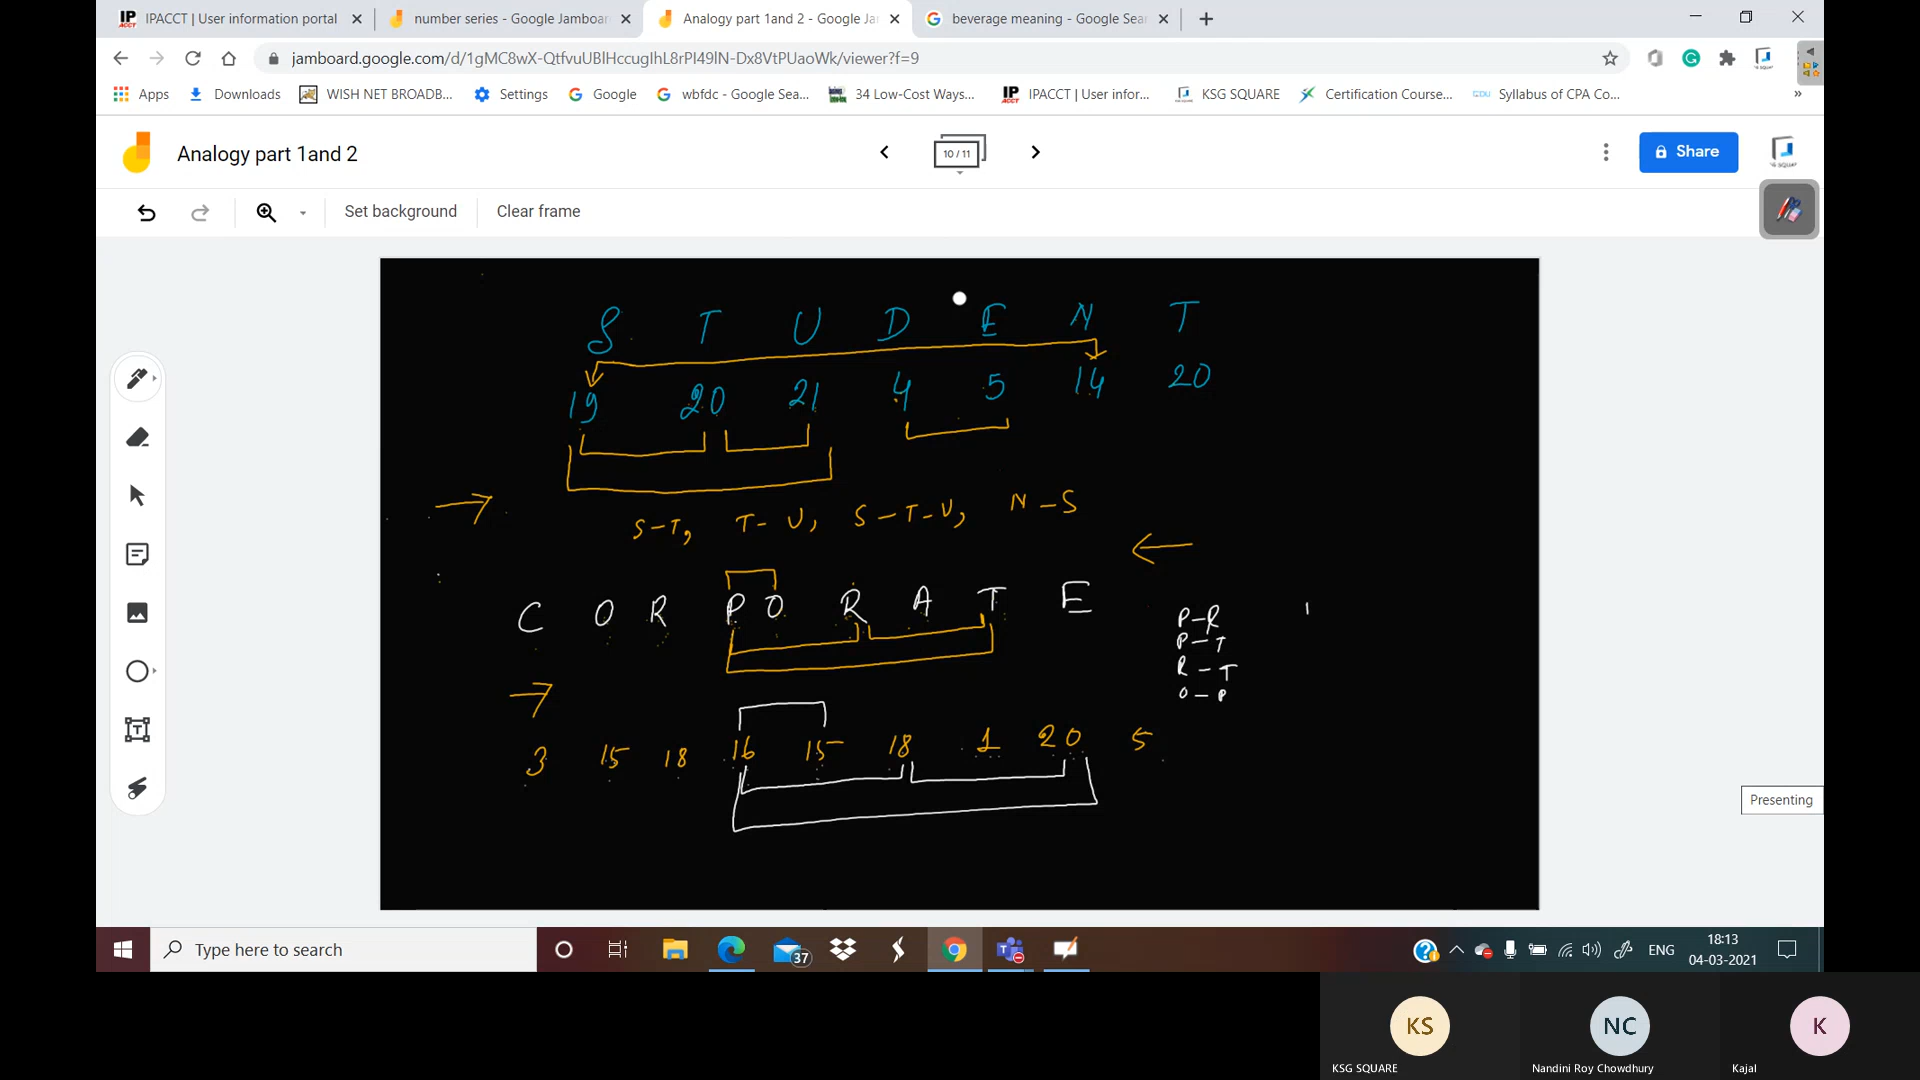 IPACCT | User information portal
number series - Google Jamboar
Analogy part 1and 2 - Google Ja
beverage meaning - Google Sea
jamboard.google.com/d/1gMC8wX-QtfvuUBlHccugIhL8rPI49lN-Dx8VtPUaoWk/viewer?f=9
Apps Downloads WISH NET BROADB... Settings Google wbfdc - Google Sea... 34 Low-Cost Ways... IPACCT | User infor... KSG SQUARE Certification Course... Syllabus of CPA Co... »
Analogy part 1and 2
10 / 11
Share
Set background
Clear frame
S T U D E N T
19 20 21 4 5 14 20
S-T, T-U, S-T-U, N-S
C O R P O R A T E
P-R
P-T
R-T
O-P
3 15 18 16 15 18 1 20 5
Presenting
Type here to search
37
ENG
18:13
04-03-2021
KS
NC
K
KSG SQUARE
Nandini Roy Chowdhury
Kajal